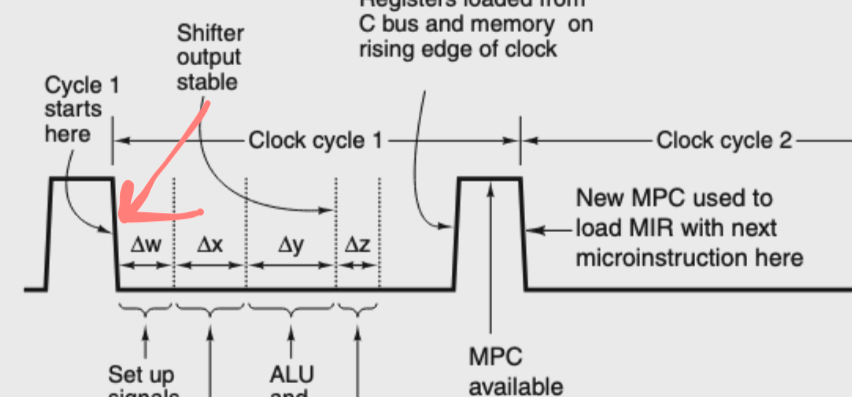 Registers loaded from
C bus and memory on
rising edge of clock
Shifter
output
stable
Cycle 1
starts
here
Clock cycle 1
Clock cycle 2
New MPC used to
load MIR with next
microinstruction here
Δw
Δx
Δy
Δz
Set up
signals
ALU
and
MPC
available